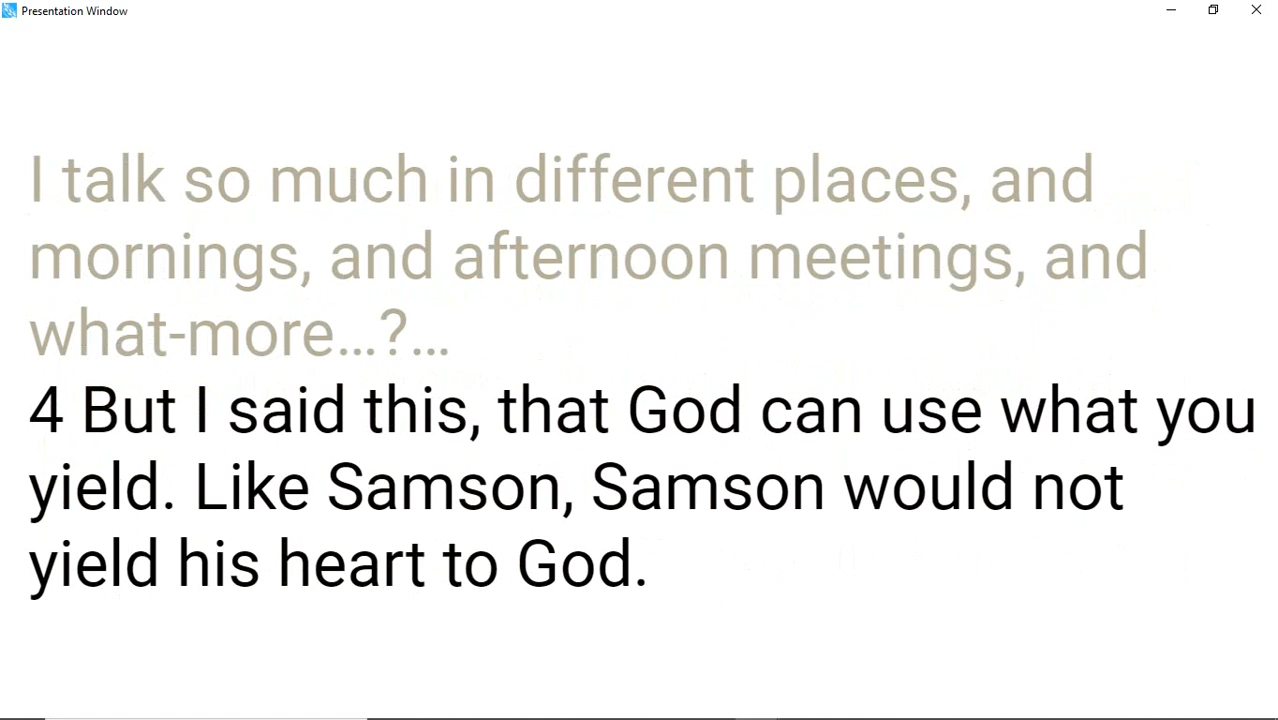 Presentation Window
I talk so much in different places, and
mornings, and afternoon meetings, and
what-more…?…
4 But I said this, that God can use what you
yield. Like Samson, Samson would not
yield his heart to God.